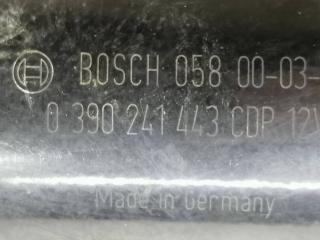 BOSCH 058 00-03-
0 390 241 443 CDP 12V
Made in Germany